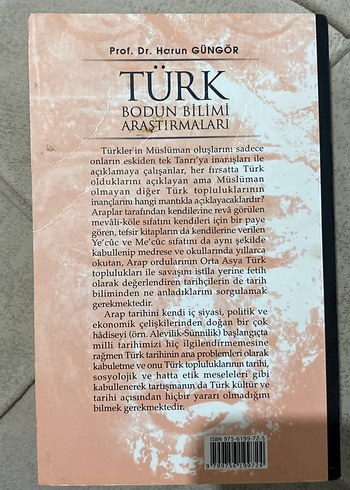 Prof. Dr. Harun GÜNGÖR
TÜRK
BODUN BİLİMİ
ARAŞTIRMALARI
Türkler'in Müslüman oluşlarını sadece
onların eskiden tek Tanrı'ya inanışları ile
açıklamaya çalışanlar, her fırsatta Türk
olduklarını açıklayan ama Müslüman
olmayan diğer Türk topluluklarının
inançlarını hangi mantıkla açıklayacaklardır?
Araplar tarafından kendilerine revâ görülen
mevâli-köle sıfatını kendileri için bir paye
gören, tefsir kitapların da kendilerine verilen
Ye'cûc ve Me'cûc sıfatını da aynı şekilde
kabullenip medrese ve okullarında yıllarca
okutan, Arap ordularının Orta Asya Türk
toplulukları ile savaşını istila yerine fetih
olarak değerlendiren tarihçilerin de tarih
biliminden ne anladıklarını sorgulamak
gerekmektedir.
Arap tarihini kendi iç siyasi, politik ve
ekonomik çelişkilerinden doğan bir çok
hâdiseyi (örn. Alevilik-Sünnilik) başlangıçta
milli tarihimizi hiç ilgilendirmemesine
rağmen Türk tarihinin ana problemleri olarak
kabuletme ve onu Türk topluluklarının tarihi,
sosyolojik ve hatta etik meseleleri gibi
kabullenerek tartışmanın da Türk kültür ve
tarihi açısından hiçbir yararı olmadığını
bilmek gerekmektedir.
ISBN 975-6199-72-5